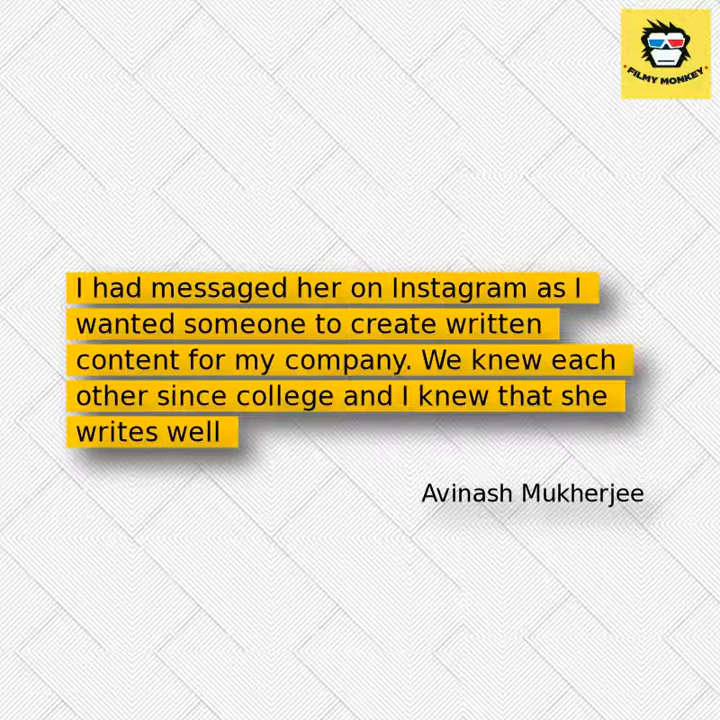 FILMY MONKEY
I had messaged her on Instagram as I
wanted someone to create written
content for my company. We knew each
other since college and I knew that she
writes well
Avinash Mukherjee